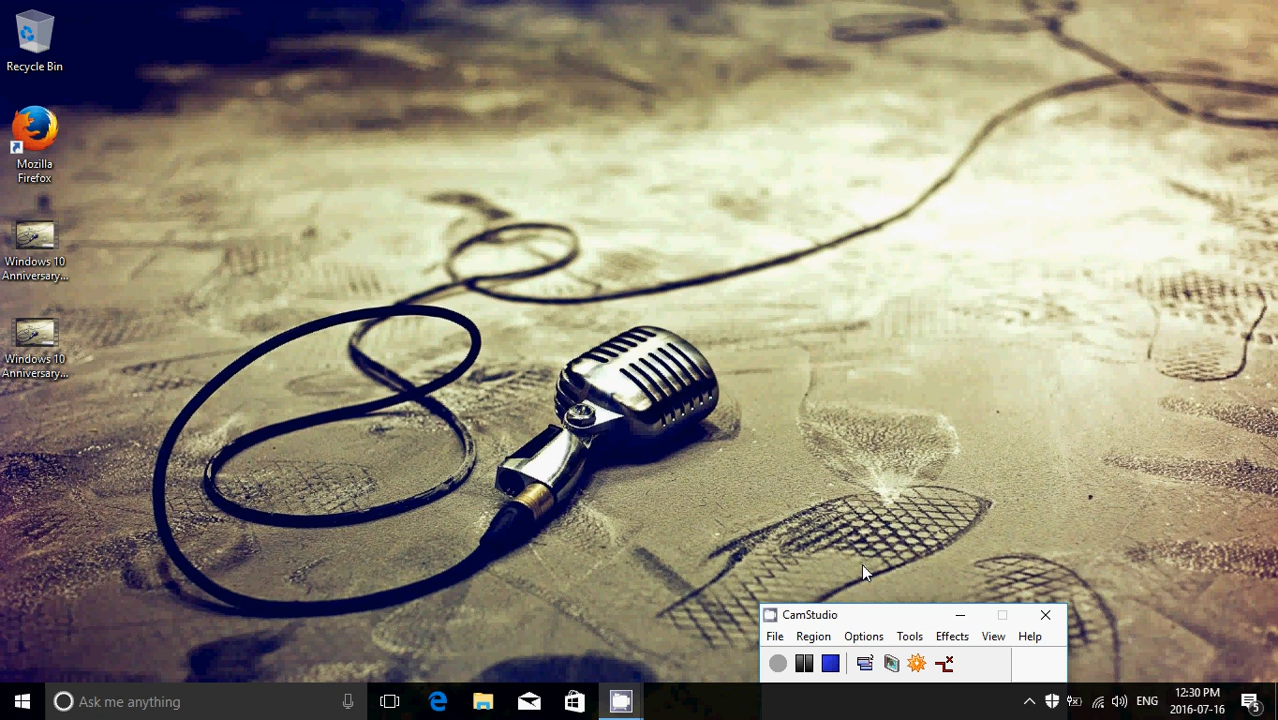 Recycle Bin
Mozilla
Firefox
Windows 10
Anniversary...
Windows 10
Anniversary...
CamStudio
File Region Options Tools Effects View Help
Ask me anything
ENG
12:30 PM
2016-07-16
5